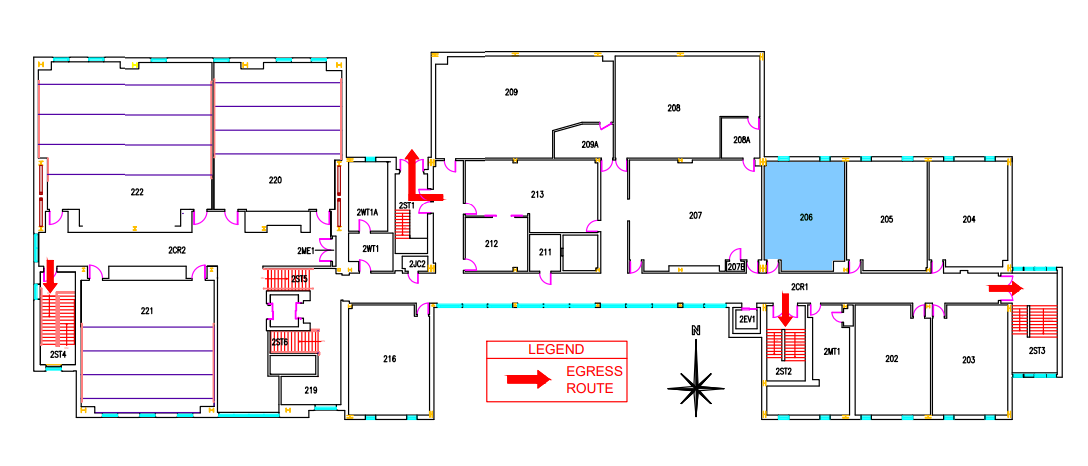 209
208
209A
208A
222
220
213
2WT1A
2ST1
206
205
204
207
2CR2
2ME1
2WT1
212
211
2JC2
207B
2ST5
2CR1
221
2EV1
N
2ST6
2ST4
216
LEGEND
EGRESS
ROUTE
2ST2
2MT1
202
203
2ST3
219